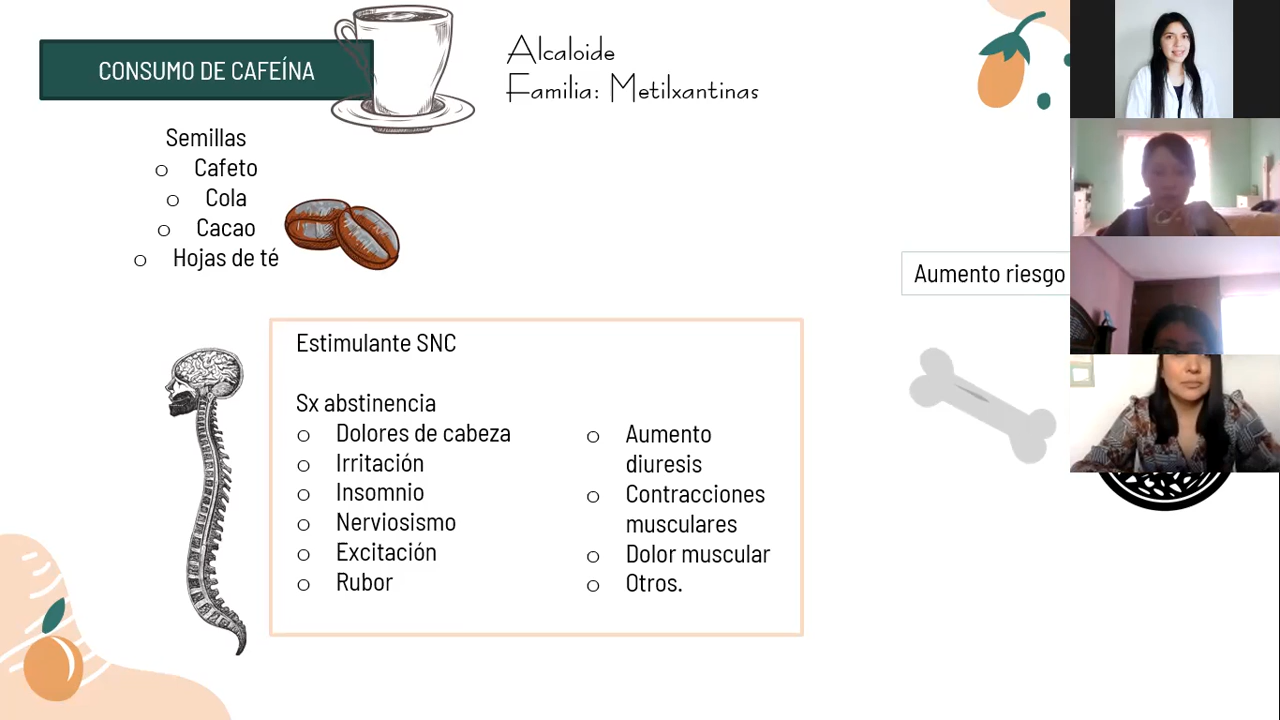 CONSUMO DE CAFEÍNA
Alcaloide
Familia: Metilxantinas
Semillas
o Cafeto
o Cola
o Cacao
o Hojas de té
Aumento riesgo
Estimulante SNC
Sx abstinencia
o Dolores de cabeza
o Irritación
o Insomnio
o Nerviosismo
o Excitación
o Rubor
o Aumento
diuresis
o Contracciones
musculares
o Dolor muscular
o Otros.